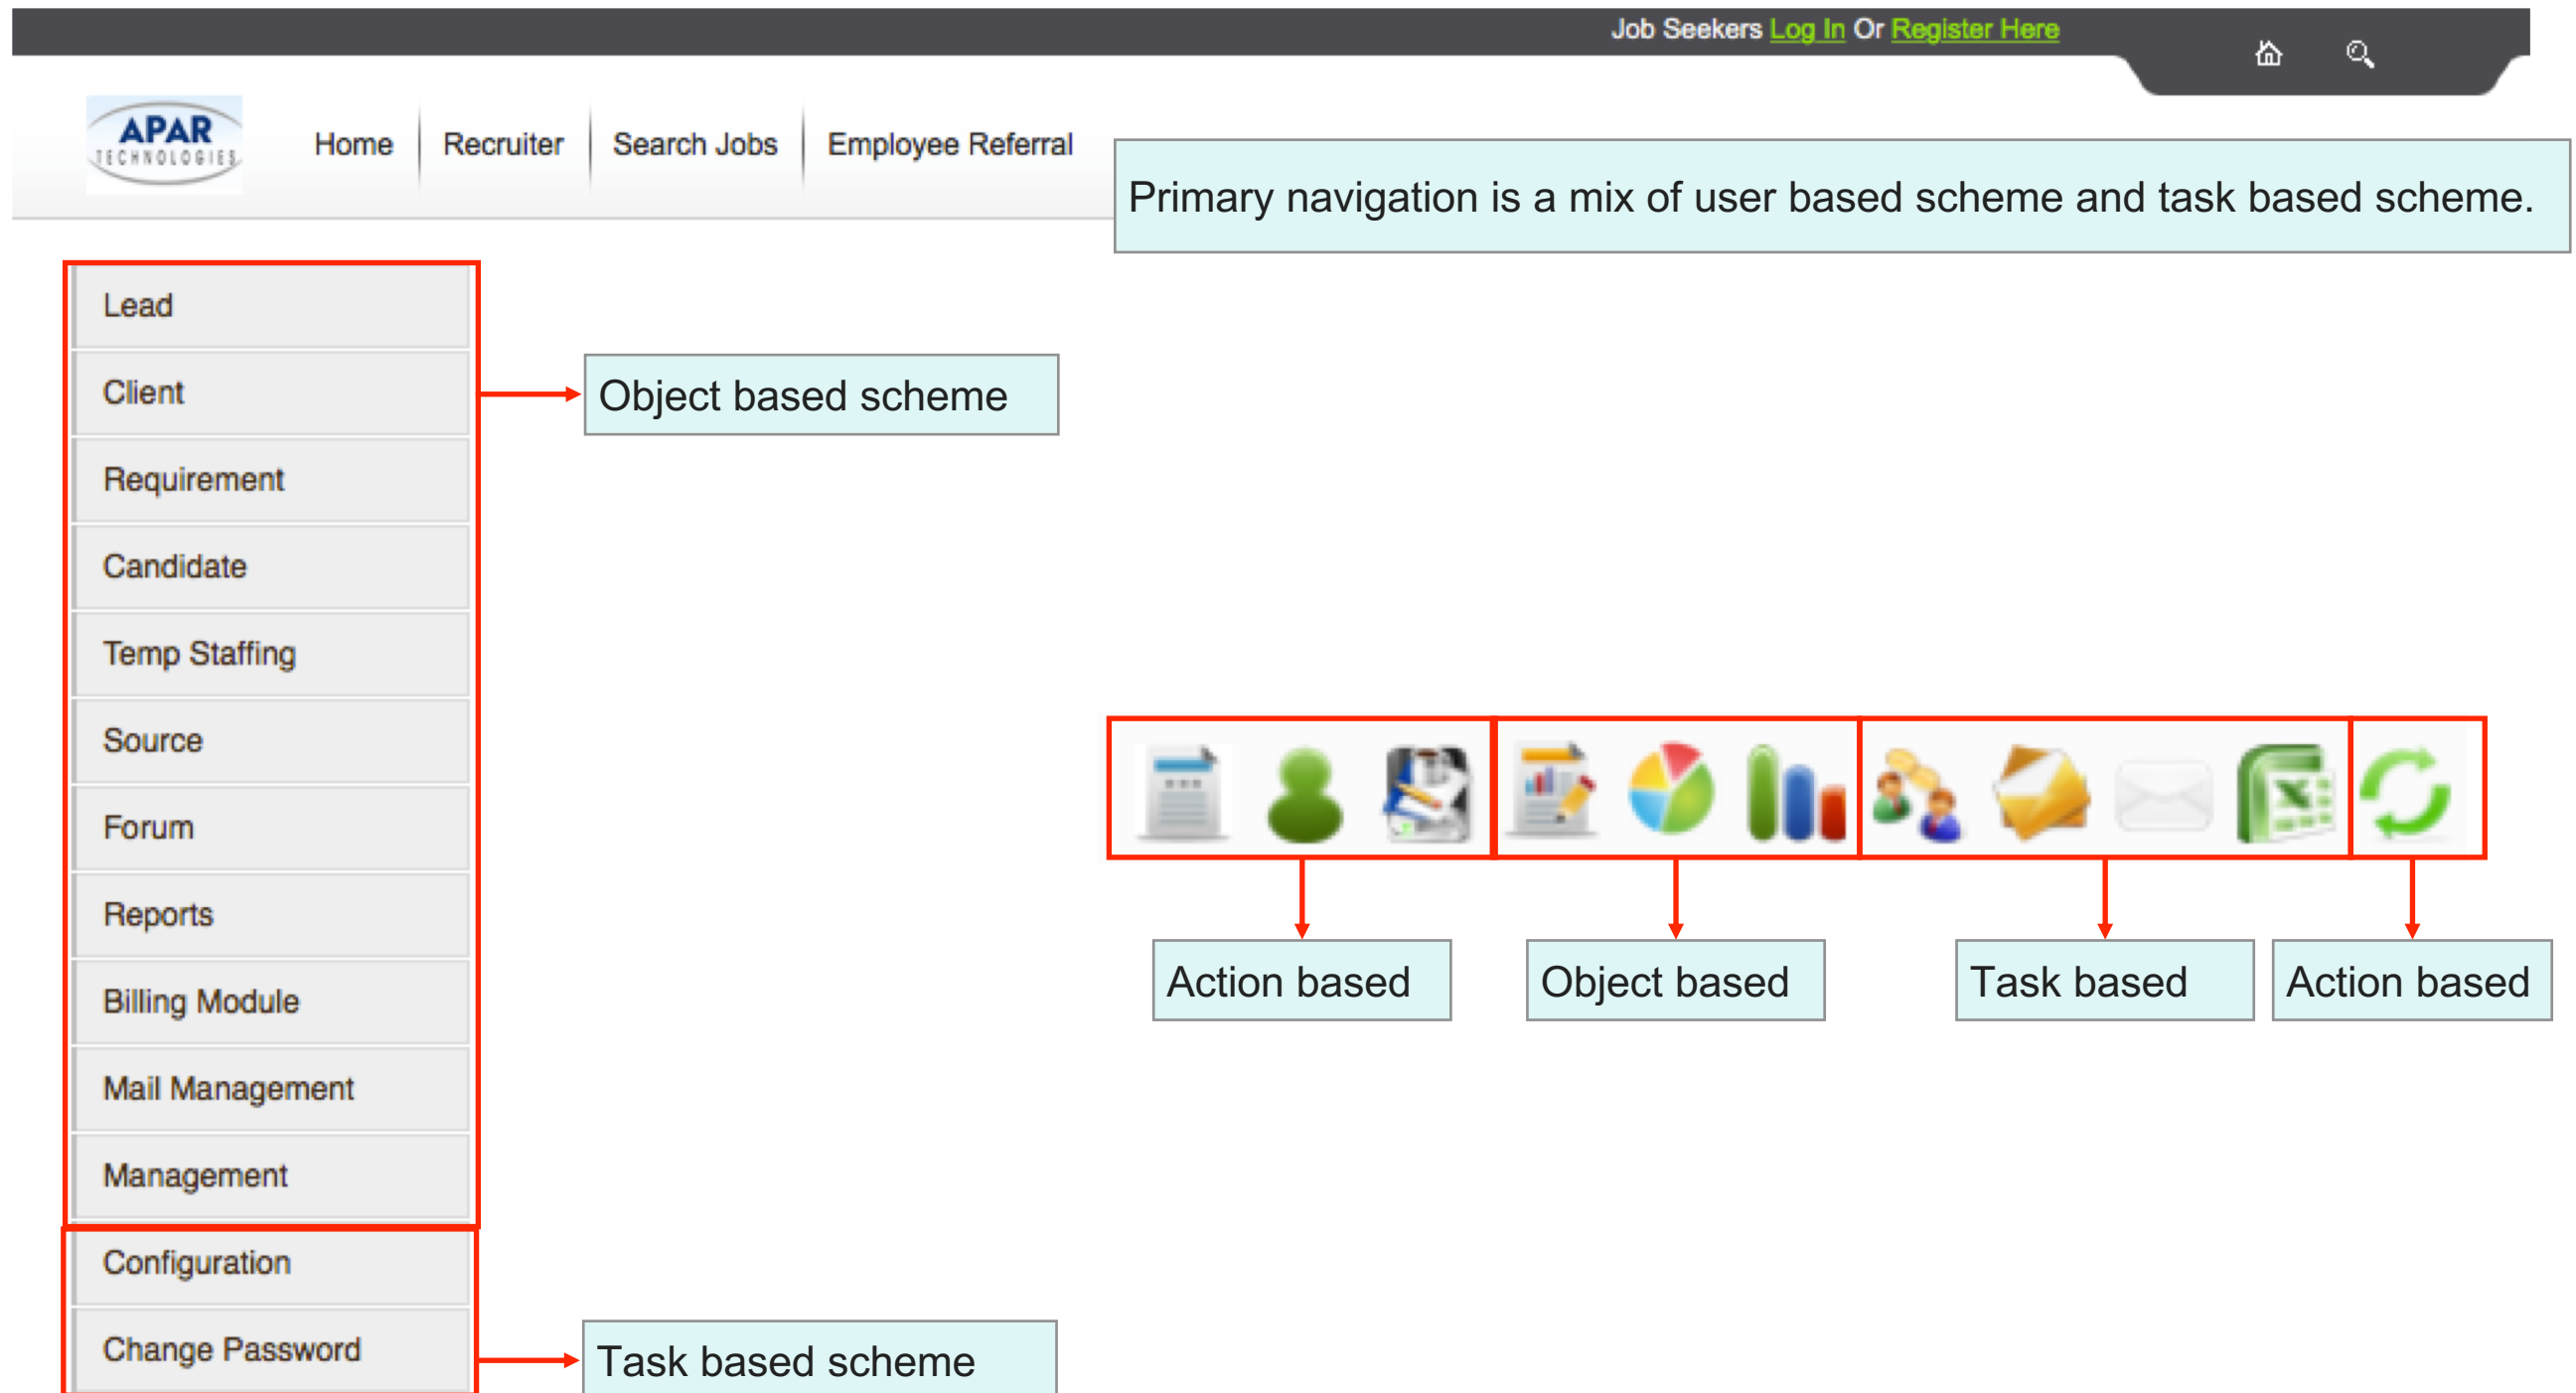 Job Seekers Log In Or Register Here
APAR
TECHNOLOGIES
Home Recruiter Search Jobs Employee Referral
Primary navigation is a mix of user based scheme and task based scheme.
Lead
Client
Object based scheme
Requirement
Candidate
Temp Staffing
Source
Forum
Reports
Billing Module
Mail Management
Management
Configuration
Change Password
Task based scheme
Action based
Object based
Task based
Action based